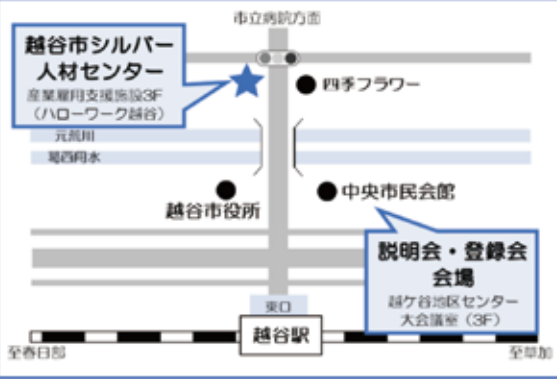 市立病院方面
越谷市シルバー
人材センター
産業雇用支援施設3F
（ハローワーク越谷）
四季フラワー
元荒川
葛西用水
中央市民会館
越谷市役所
説明会・登録会
会場
越ケ谷地区センター
大会議室（3F）
東口
越谷駅
至春日部
至草加